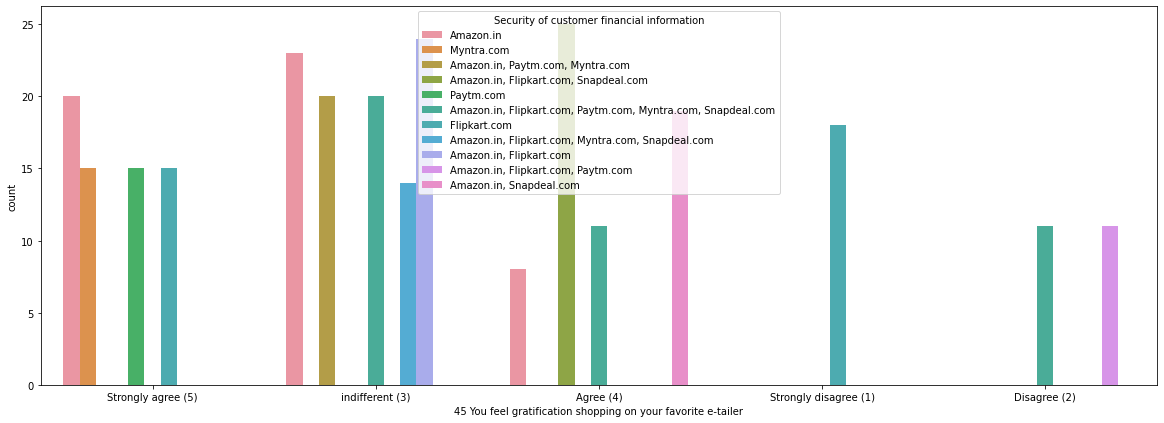 Security of customer financial information
Amazon.in
Myntra.com
Amazon.in, Paytm.com, Myntra.com
Amazon.in, Flipkart.com, Snapdeal.com
Paytm.com
Amazon.in, Flipkart.com, Paytm.com, Myntra.com, Snapdeal.com
Flipkart.com
Amazon.in, Flipkart.com, Myntra.com, Snapdeal.com
Amazon.in, Flipkart.com
Amazon.in, Flipkart.com, Paytm.com
Amazon.in, Snapdeal.com
25
20
15
10
5
0
count
Strongly agree (5)
indifferent (3)
Agree (4)
Strongly disagree (1)
Disagree (2)
45 You feel gratification shopping on your favorite e-tailer